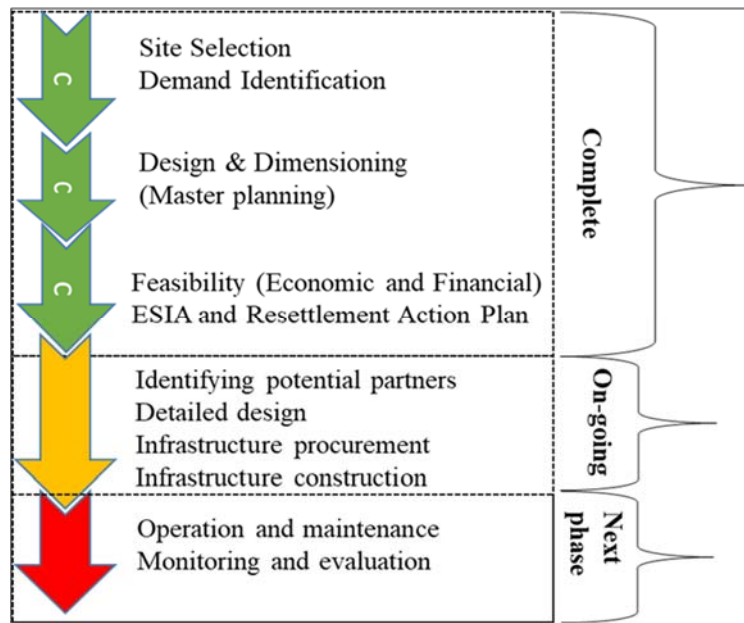 C
Site Selection
Demand Identification
C
Design & Dimensioning
(Master planning)
C
Feasibility (Economic and Financial)
ESIA and Resettlement Action Plan
Complete
Identifying potential partners
Detailed design
Infrastructure procurement
Infrastructure construction
On-going
Operation and maintenance
Monitoring and evaluation
Next
phase